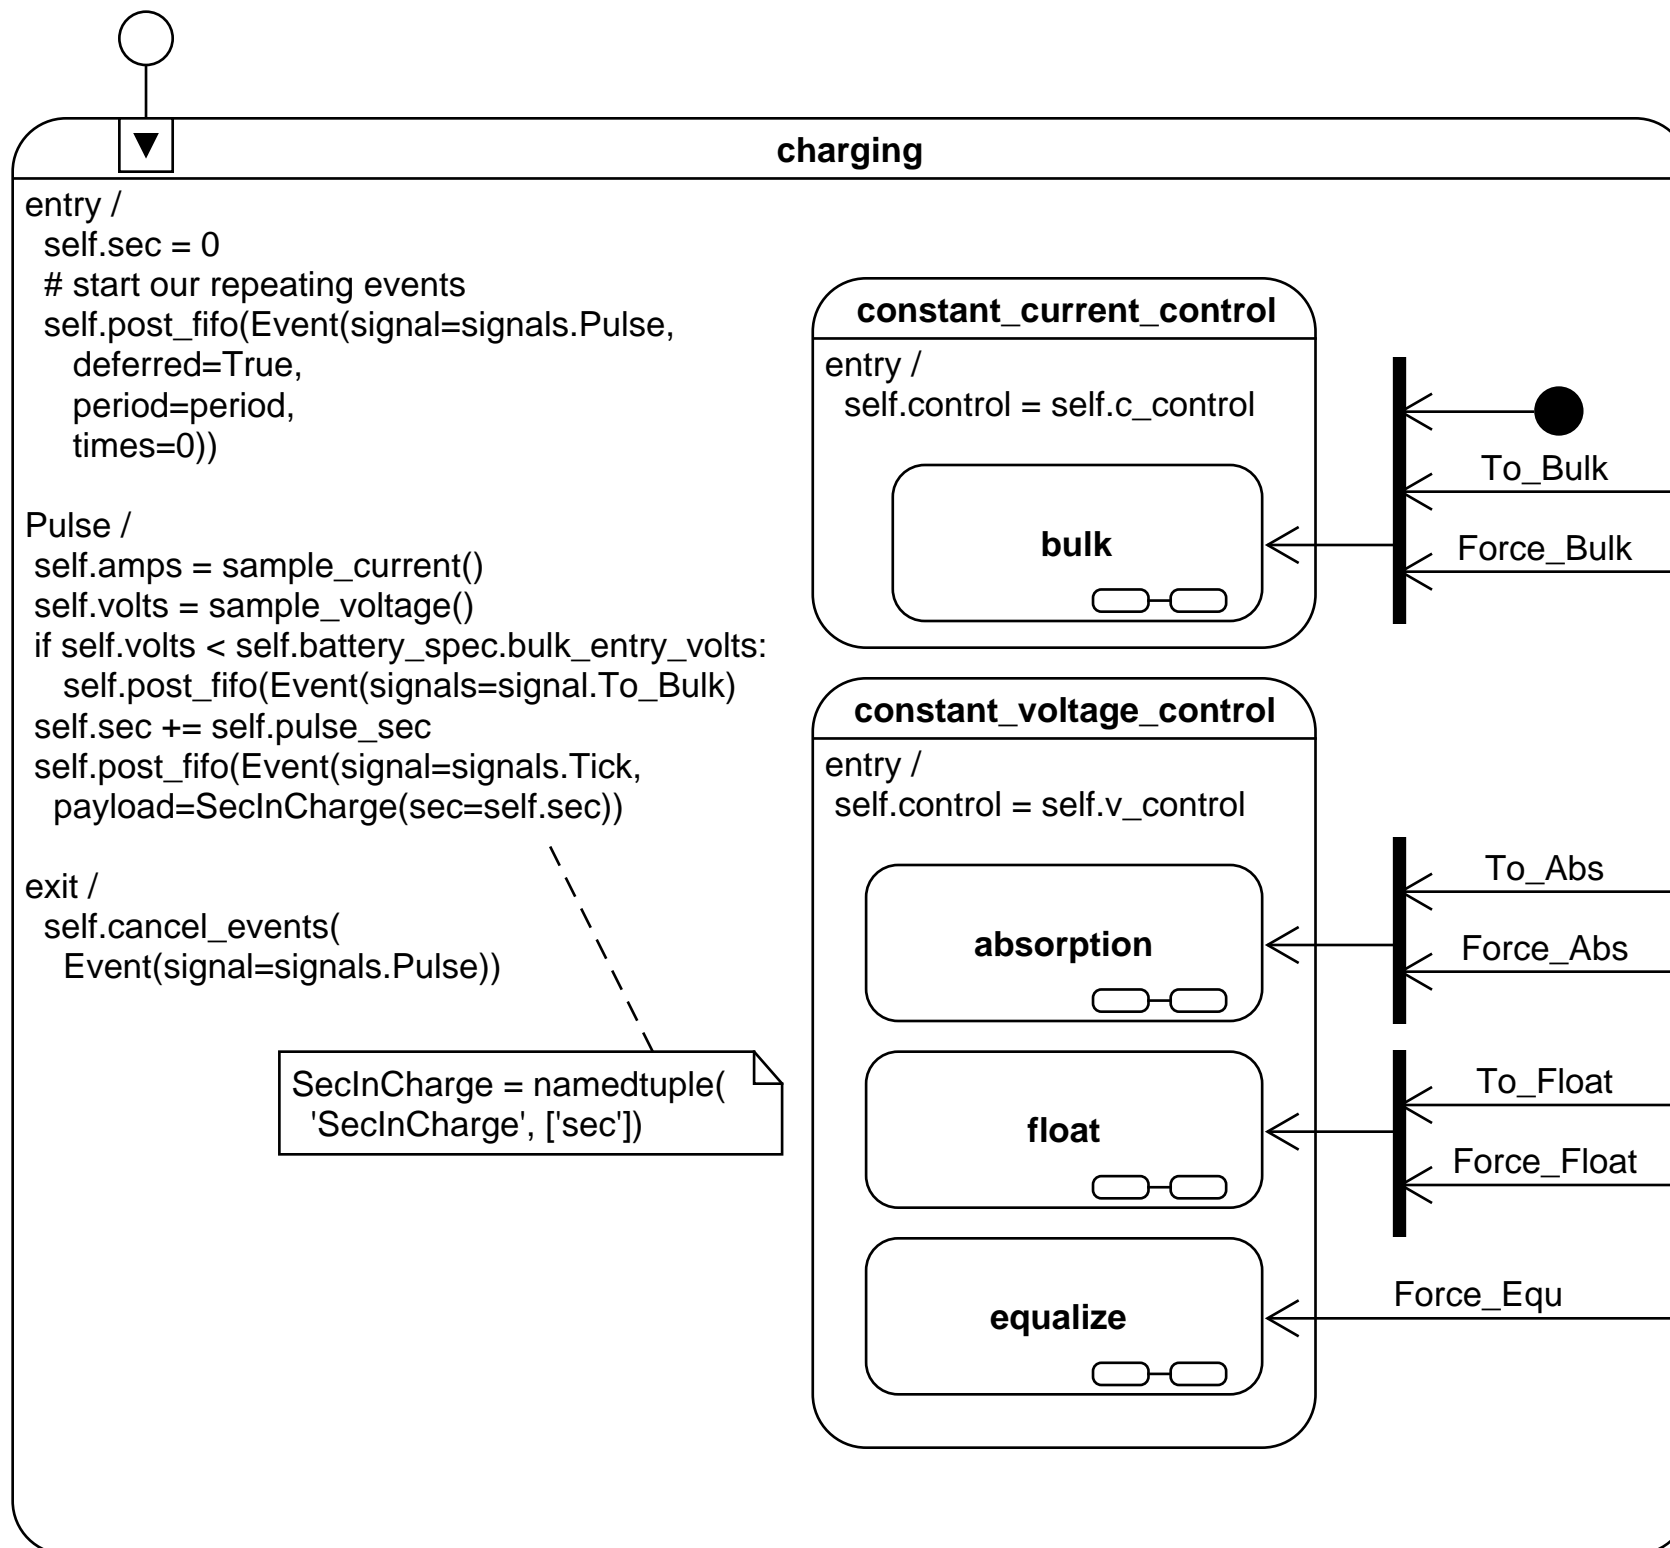 charging
entry /
self.sec = 0
# start our repeating events
self.post_fifo(Event(signal=signals.Pulse,
deferred=True,
period=period,
times=0))
Pulse /
self.amps = sample_current()
self.volts = sample_voltage()
if self.volts < self.battery_spec.bulk_entry_volts:
self.post_fifo(Event(signals=signal.To_Bulk)
self.sec += self.pulse_sec
self.post_fifo(Event(signal=signals.Tick,
payload=SecInCharge(sec=self.sec))
exit /
self.cancel_events(
Event(signal=signals.Pulse))
SecInCharge = namedtuple(
'SecInCharge', ['sec'])
constant_current_control
entry /
self.control = self.c_control
bulk
To_Bulk
Force_Bulk
constant_voltage_control
entry /
self.control = self.v_control
absorption
To_Abs
Force_Abs
float
To_Float
Force_Float
equalize
Force_Equ